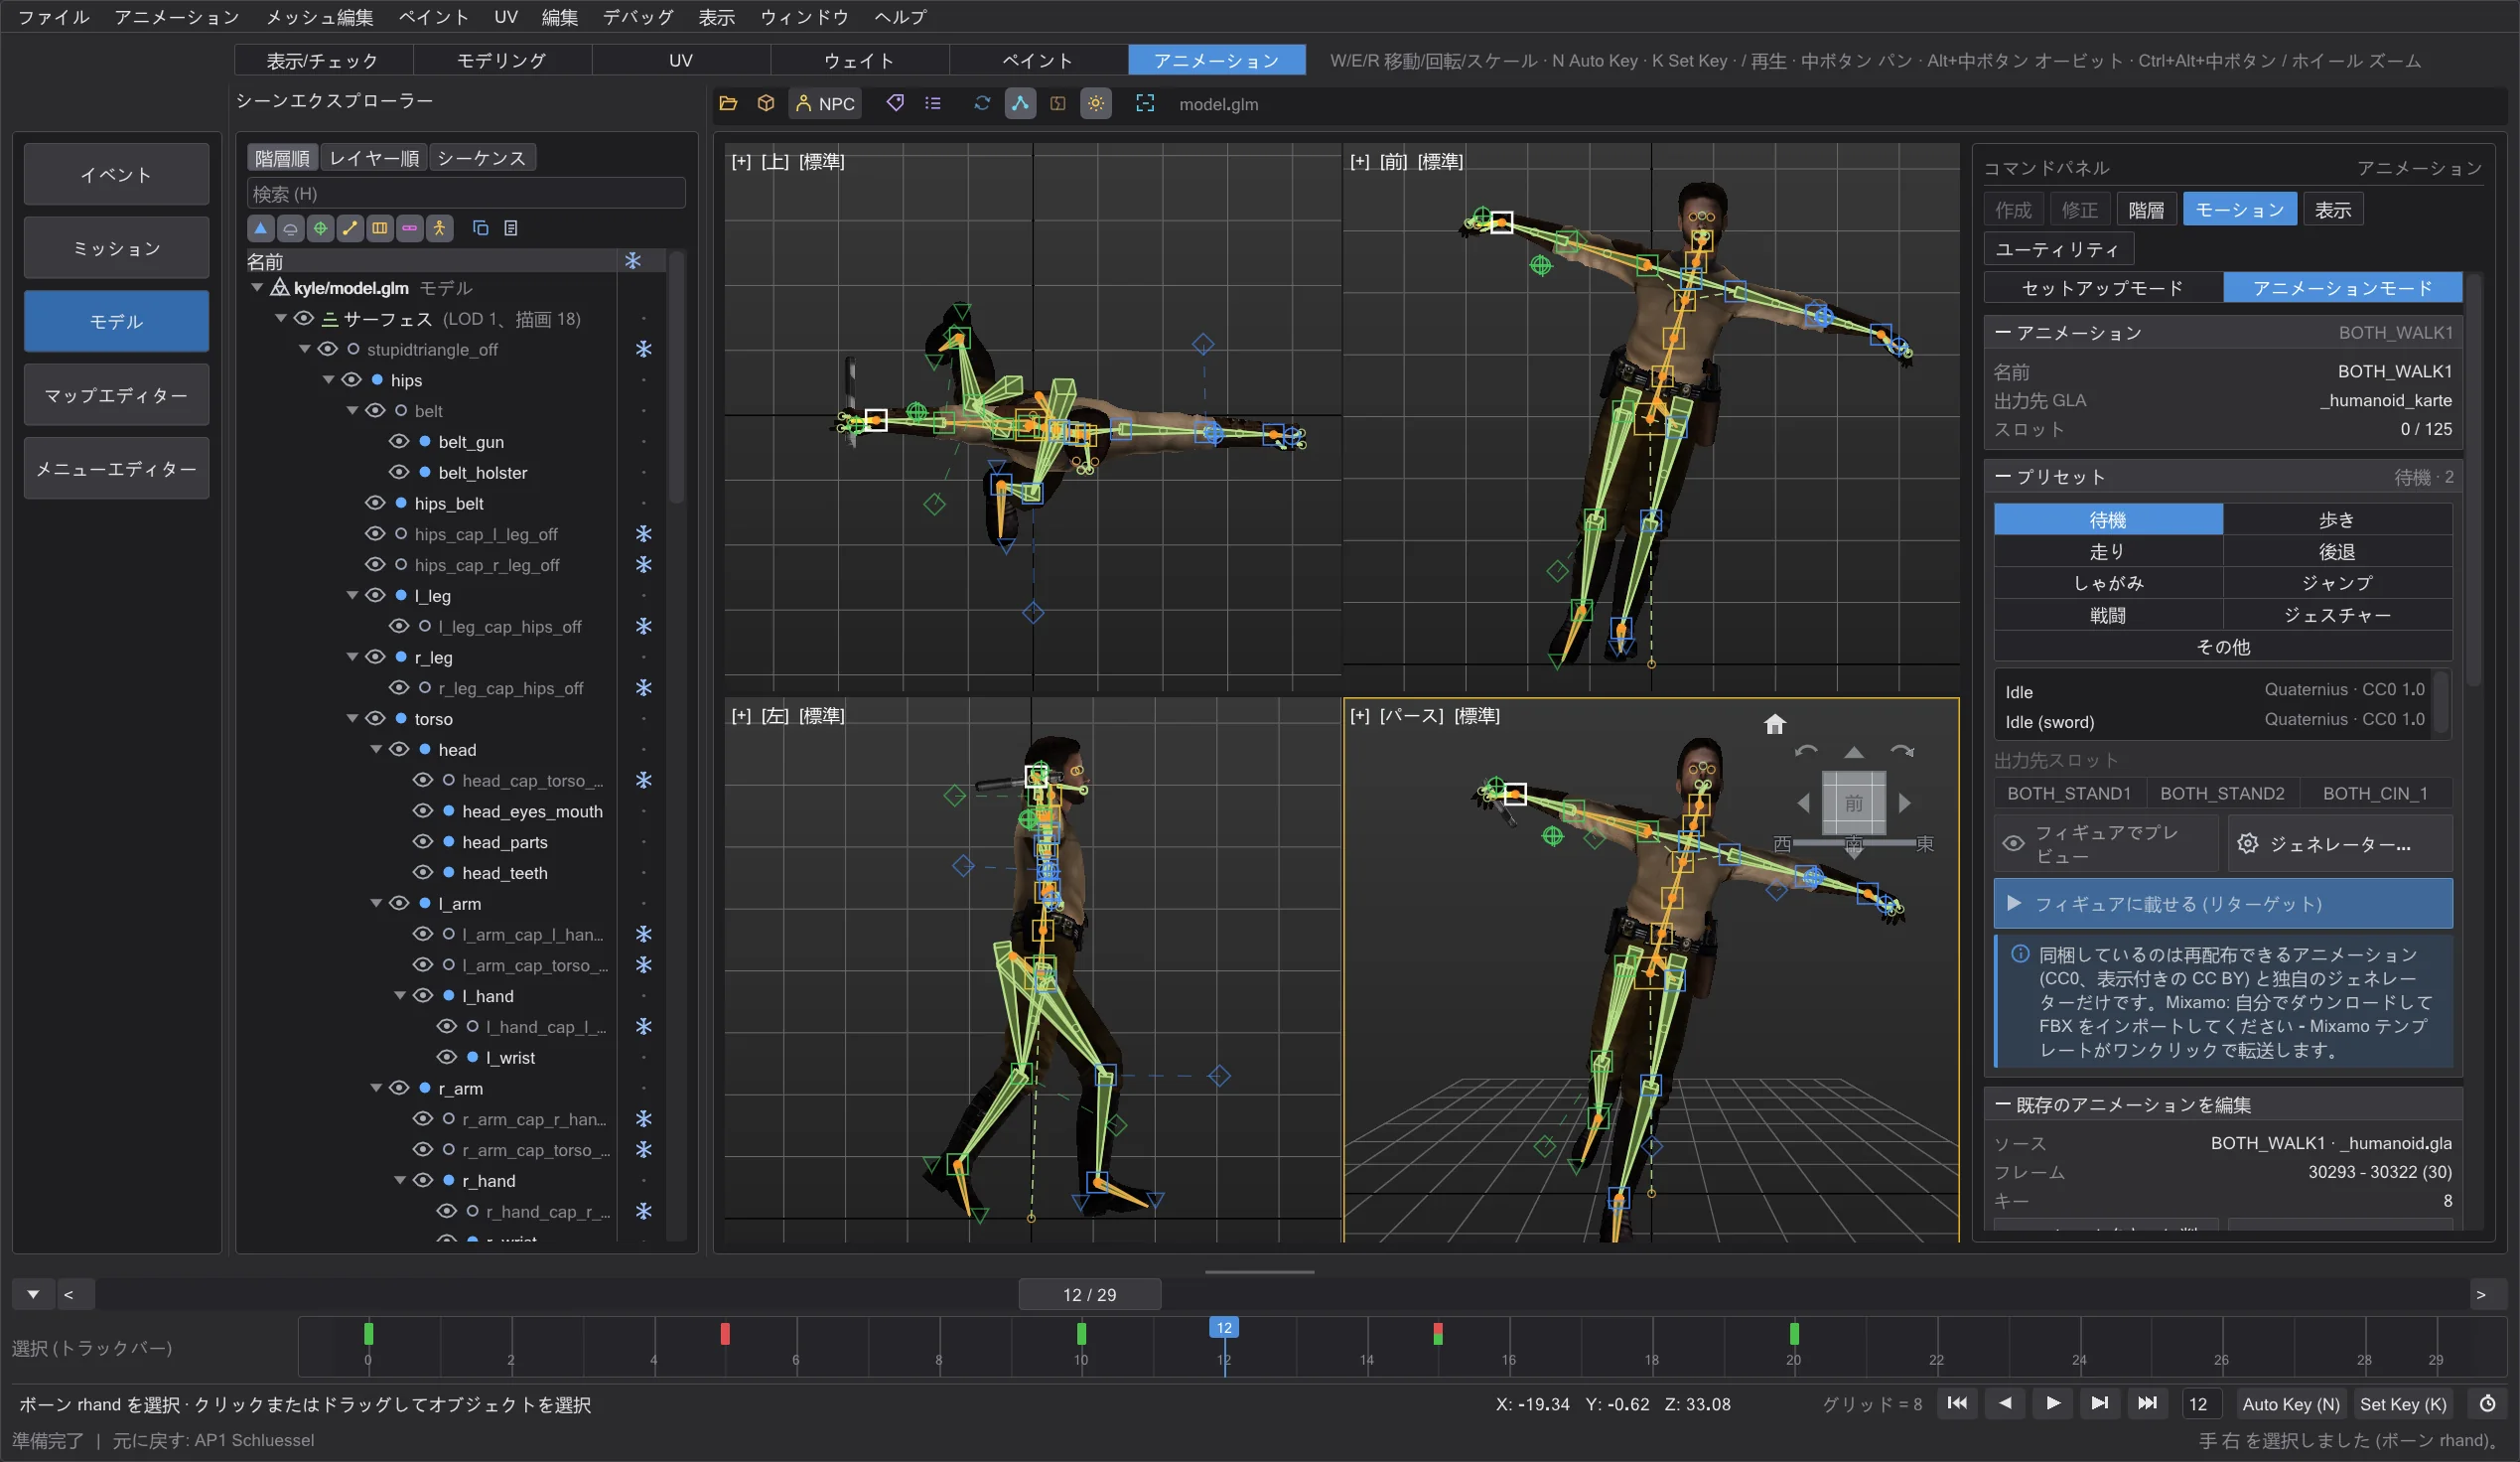 ファイル アニメーション メッシュ編集 ペイント UV 編集 デバッグ 表示 ウィンドウ ヘルプ
表示/チェック モデリング UV ウェイト ペイント アニメーション W/E/R 移動/回転/スケール · N Auto Key · K Set Key · / 再生 · 中ボタン パン · Alt+中ボタン オービット · Ctrl+Alt+中ボタン / ホイール ズーム
シーンエクスプローラー
NPC model.glm
イベント
ミッション
モデル
マップエディター
メニューエディター
階層順 レイヤー順 シーケンス
検索 (H)
名前
kyle/model.glm モデル
サーフェス (LOD 1、描画 18)
stupidtriangle_off
hips
belt
belt_gun
belt_holster
hips_belt
hips_cap_l_leg_off
hips_cap_r_leg_off
l_leg
l_leg_cap_hips_off
r_leg
r_leg_cap_hips_off
torso
head
head_cap_torso_...
head_eyes_mouth
head_parts
head_teeth
l_arm
l_arm_cap_l_han...
l_arm_cap_torso_...
l_hand
l_hand_cap_l_...
l_wrist
r_arm
r_arm_cap_r_han...
r_arm_cap_torso_...
r_hand
r_hand_cap_r_...
r_wrist
[+] [上] [標準]
[+] [前] [標準]
[+] [左] [標準]
[+] [パース] [標準]
前
西 南 東
コマンドパネル アニメーション
作成 修正 階層 モーション 表示
ユーティリティ
セットアップモード アニメーションモード
アニメーション BOTH_WALK1
名前 BOTH_WALK1
出力先 GLA _humanoid_karte
スロット 0 / 125
プリセット 待機 · 2
待機 歩き
走り 後退
しゃがみ ジャンプ
戦闘 ジェスチャー
その他
Idle Quaternius · CC0 1.0
Idle (sword) Quaternius · CC0 1.0
出力先スロット
BOTH_STAND1 BOTH_STAND2 BOTH_CIN_1
フィギュアでプレ
ビュー
ジェネレーター...
フィギュアに載せる (リターゲット)
同梱しているのは再配布できるアニメーション
(CC0、表示付きの CC BY) と独自のジェネレー
ターだけです。Mixamo: 自分でダウンロードして
FBX をインポートしてください - Mixamo テンプ
レートがワンクリックで転送します。
既存のアニメーションを編集
ソース BOTH_WALK1 · _humanoid.gla
フレーム 30293 - 30322 (30)
キー 8
< 12 / 29 >
選択 (トラックバー)
12
0 2 4 6 8 10 12 14 16 18 20 22 24 26 28 29
ボーン rhand を選択 · クリックまたはドラッグしてオブジェクトを選択 X: -19.34 Y: -0.62 Z: 33.08 グリッド = 8 12 Auto Key (N) Set Key (K)
準備完了 | 元に戻す: AP1 Schluessel 手 右 を選択しました (ボーン rhand)。